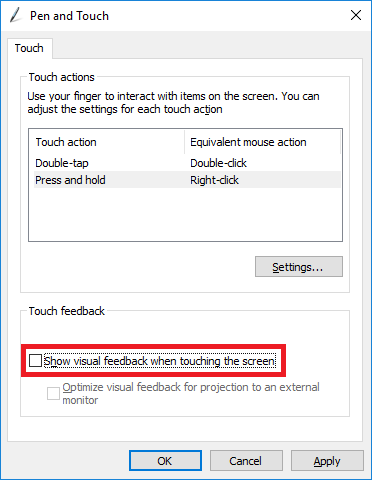 Pen and Touch
Touch
Touch actions
Use your finger to interact with items on the screen. You can
adjust the settings for each touch action
Touch action Equivalent mouse action
Double-tap Double-click
Press and hold Right-click
Settings...
Touch feedback
Show visual feedback when touching the screen
Optimize visual feedback for projection to an external
monitor
OK Cancel Apply